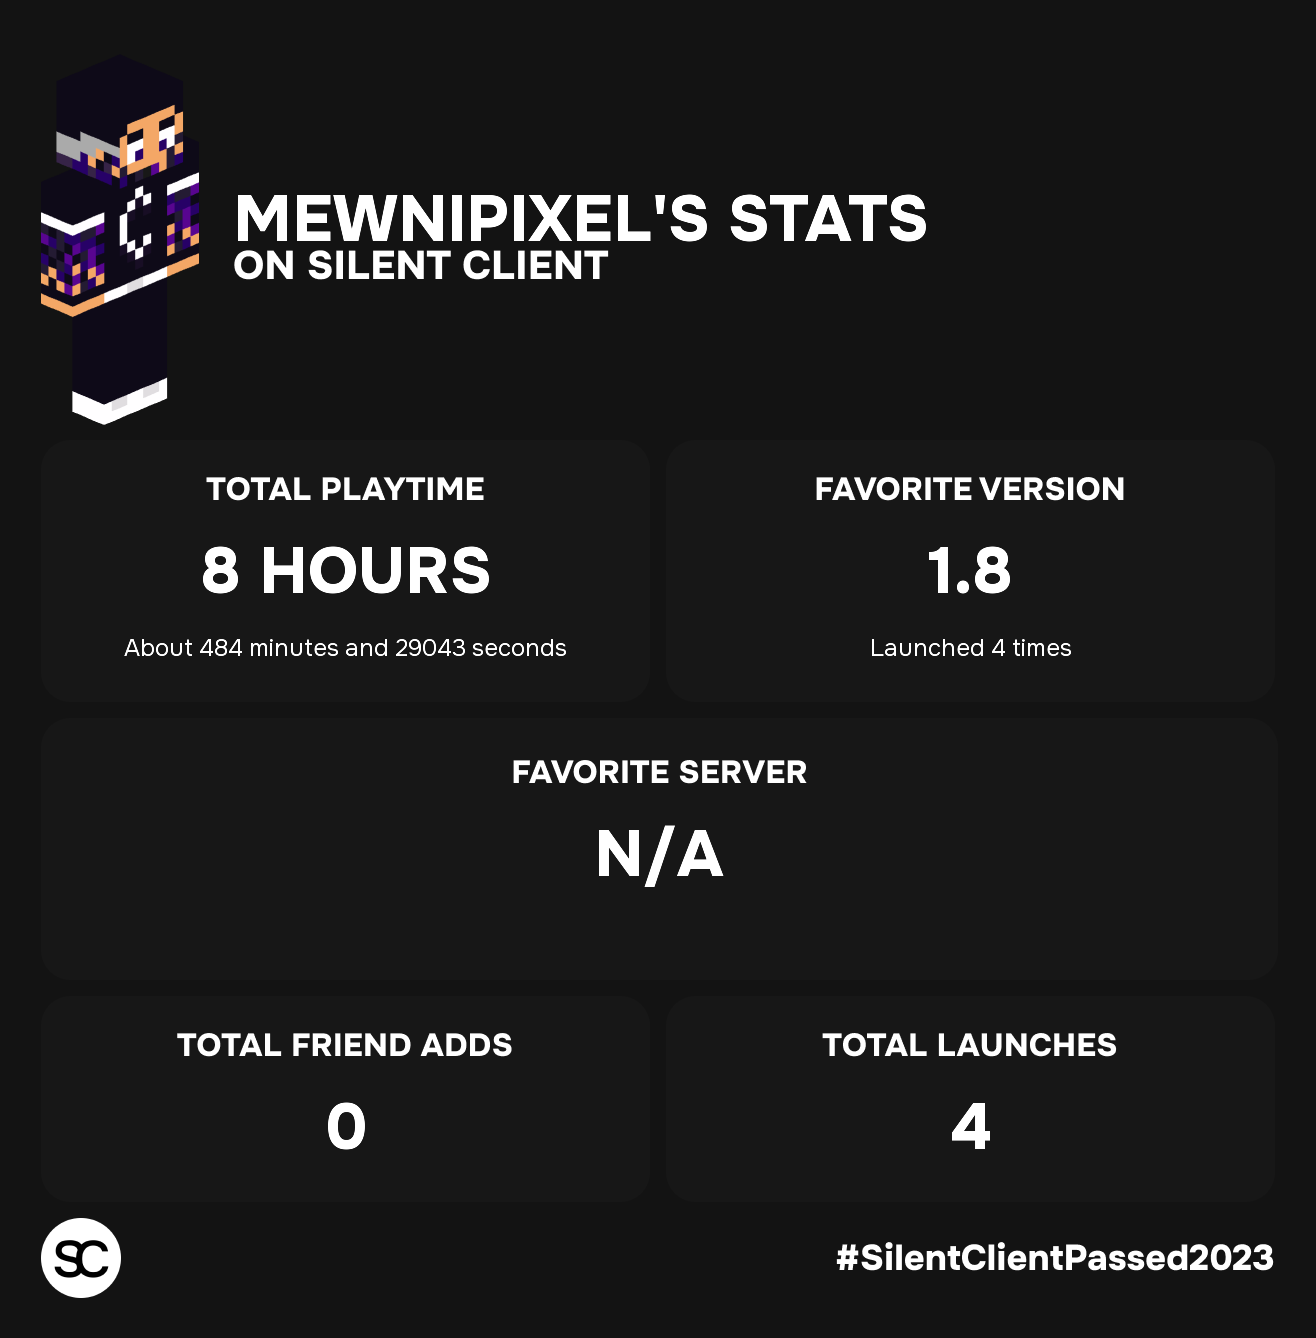 MEWNIPIXEL'S STATS
ON SILENT CLIENT
TOTAL PLAYTIME
8 HOURS
About 484 minutes and 29043 seconds
FAVORITE VERSION
1.8
Launched 4 times
FAVORITE SERVER
N/A
TOTAL FRIEND ADDS
0
TOTAL LAUNCHES
4
SC
#SilentClientPassed2023